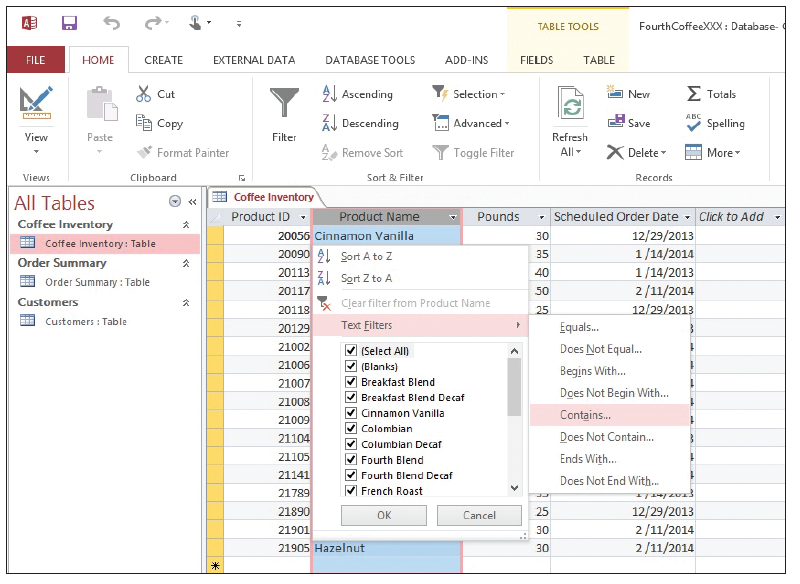 TABLE TOOLS
FourthCoffeeXXX : Database-
FILE HOME CREATE EXTERNAL DATA DATABASE TOOLS ADD-INS FIELDS TABLE
View
Views
Paste
Cut
Copy
Format Painter
Clipboard
Filter
Ascending
Descending
Remove Sort
Selection
Advanced
Toggle Filter
Sort & Filter
Refresh
All
New
Save
Delete
Totals
Spelling
More
Records
All Tables
Coffee Inventory
Coffee Inventory : Table
Order Summary
Order Summary : Table
Customers
Customers : Table
Coffee Inventory
Product ID Product Name Pounds Scheduled Order Date Click to Add
20056 Cinnamon Vanilla 30 12/29/2013
20090 35 1 /14/2014
20113 40 1 /14/2013
20117 50 2 /11/2014
20118 25 12/29/2013
20129
21002
21006
21007
21008
21009
21104
21105
21141
21789
21890 25 12/29/2013
21901 30 2 /11/2014
21905 Hazelnut 30 2 /11/2014
Sort A to Z
Sort Z to A
Clear filter from Product Name
Text Filters
(Select All)
(Blanks)
Breakfast Blend
Breakfast Blend Decaf
Cinnamon Vanilla
Colombian
Columbian Decaf
Fourth Blend
Fourth Blend Decaf
French Roast
OK Cancel
Equals...
Does Not Equal...
Begins With...
Does Not Begin With...
Contains...
Does Not Contain...
Ends With...
Does Not End With...